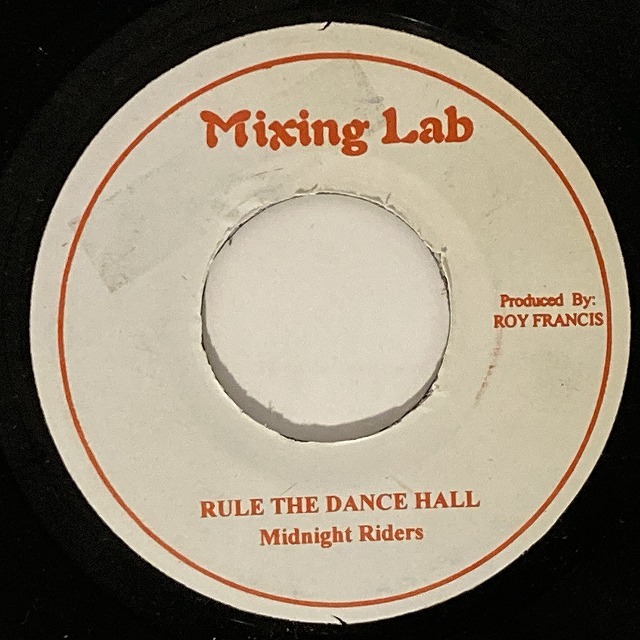 Mixing Lab
Produced By:
ROY FRANCIS
RULE THE DANCE HALL
Midnight Riders